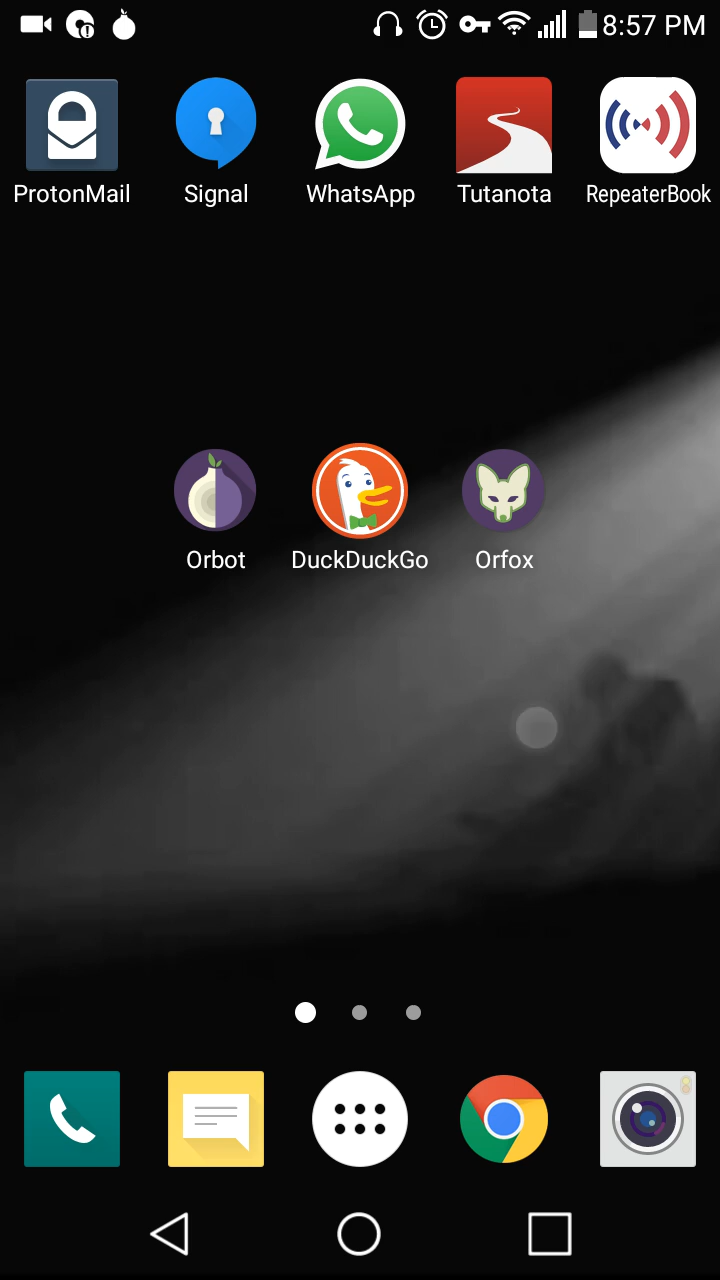 8:57 PM
ProtonMail Signal WhatsApp Tutanota RepeaterBook
Orbot DuckDuckGo Orfox